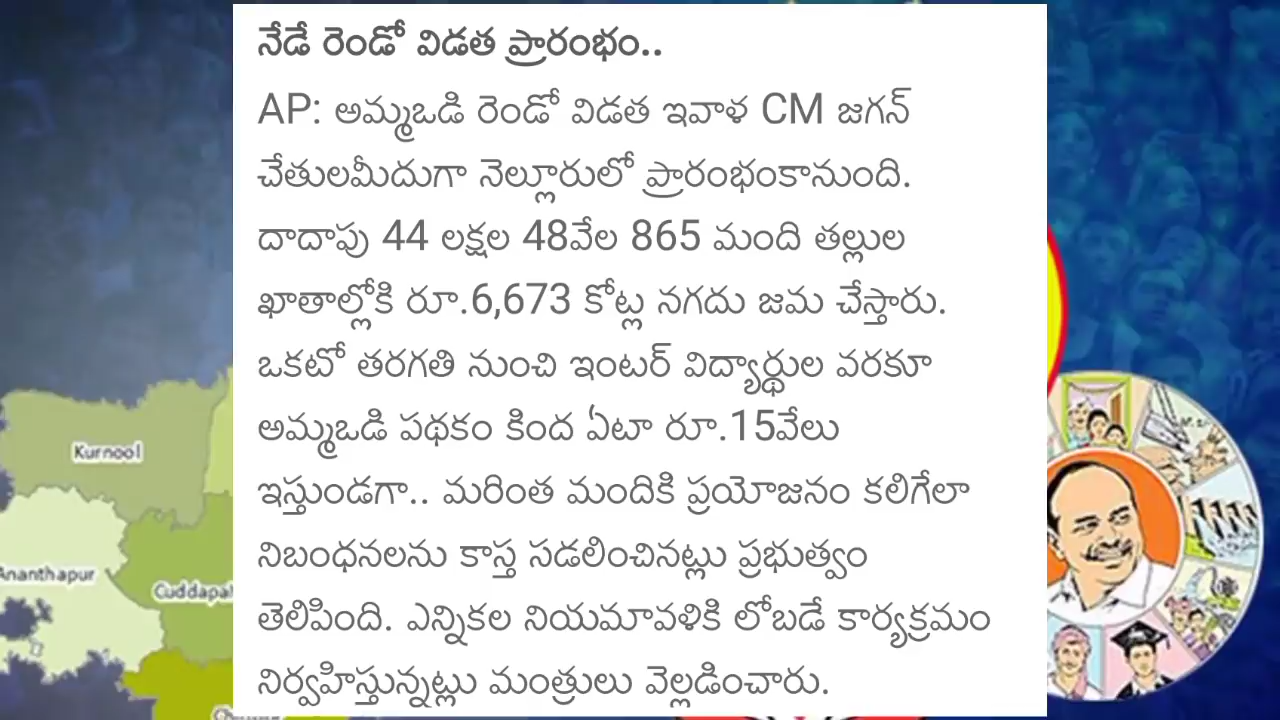 నేడే రెండో విడత ప్రారంభం..
AP: అమ్మఒడి రెండో విడత ఇవాళ CM జగన్
చేతులమీదుగా నెల్లూరులో ప్రారంభంకానుంది.
దాదాపు 44 లక్షల 48వేల 865 మంది తల్లుల
ఖాతాల్లోకి రూ.6,673 కోట్ల నగదు జమ చేస్తారు.
ఒకటో తరగతి నుంచి ఇంటర్ విద్యార్థుల వరకూ
అమ్మఒడి పథకం కింద ఏటా రూ.15వేలు
ఇస్తుండగా.. మరింత మందికి ప్రయోజనం కలిగేలా
నిబంధనలను కాస్త సడలించినట్లు ప్రభుత్వం
తెలిపింది. ఎన్నికల నియమావళికి లోబడే కార్యక్రమం
నిర్వహిస్తున్నట్లు మంత్రులు వెల్లడించారు.
Kurnool
Ananthapur